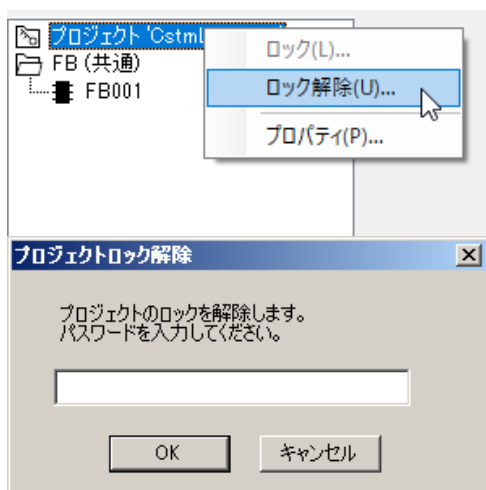 プロジェクト 'CstmL
FB (共通)
FB001
ロック(L)...
ロック解除(U)...
プロパティ(P)...
プロジェクトロック解除
プロジェクトのロックを解除します。
パスワードを入力してください。
OK
キャンセル